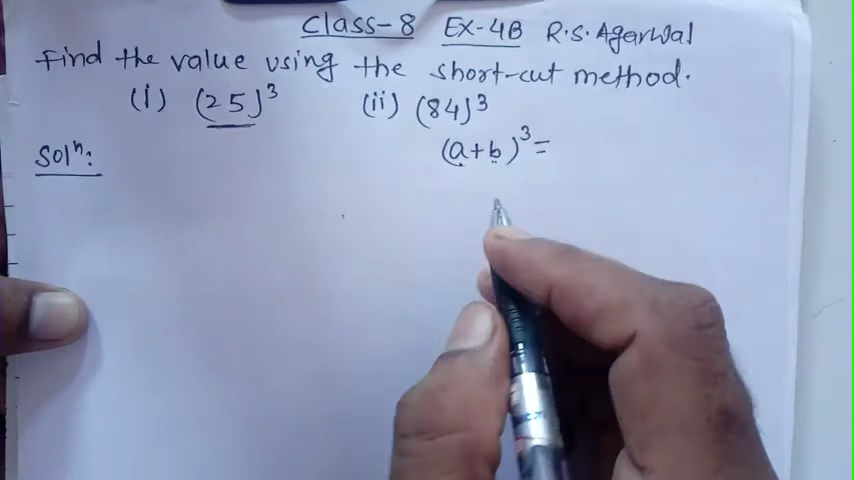 Class-8 EX-4B R.S. Agarwal
Find the value using the short-cut method.
(i) (25)³ (ii) (84)³
(a+b)³=
Solⁿ: